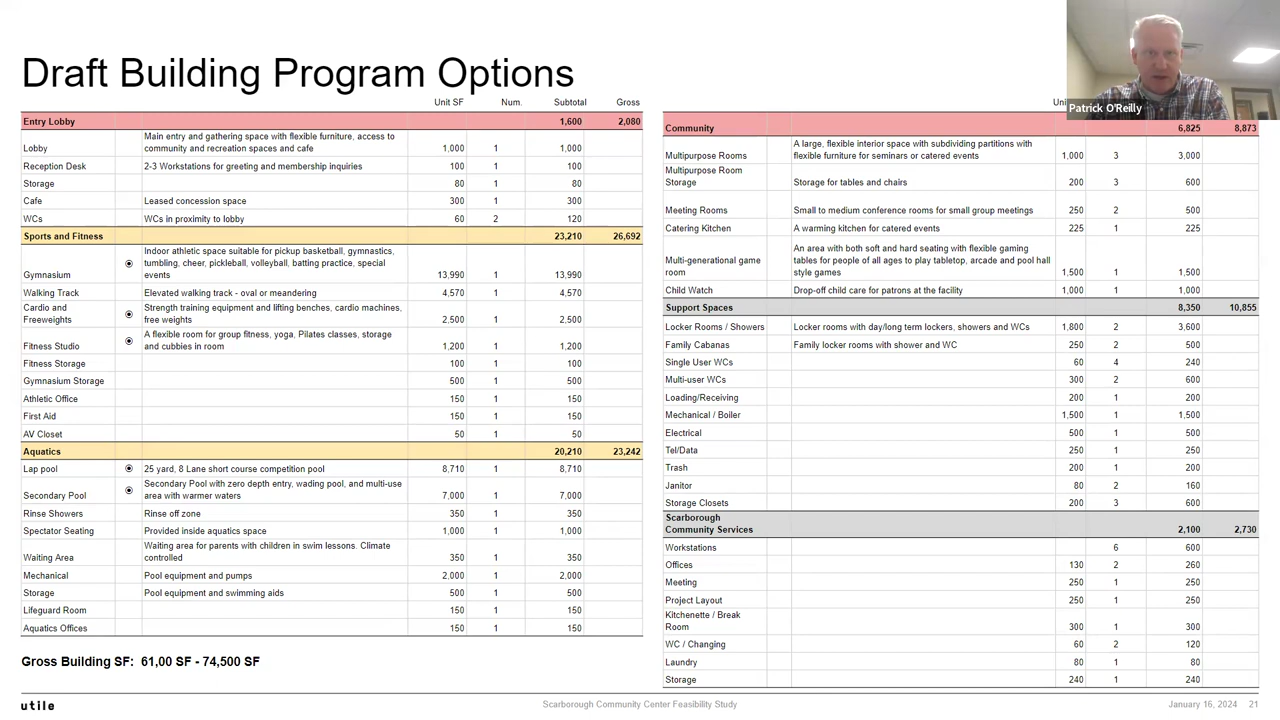 Draft Building Program Options
Unit SF Num. Subtotal Gross
Entry Lobby 1,600 2,080
Main entry and gathering space with flexible furniture, access to
Lobby community and recreation spaces and cafe 1,000 1 1,000
Reception Desk 2-3 Workstations for greeting and membership inquiries 100 1 100
Storage 80 1 80
Cafe Leased concession space 300 1 300
WCs WCs in proximity to lobby 60 2 120
Sports and Fitness 23,210 26,692
Indoor athletic space suitable for pickup basketball, gymnastics,
tumbling, cheer, pickleball, volleyball, batting practice, special
Gymnasium events 13,990 1 13,990
Walking Track Elevated walking track - oval or meandering 4,570 1 4,570
Cardio and Strength training equipment and lifting benches, cardio machines,
Freeweights free weights 2,500 1 2,500
A flexible room for group fitness, yoga, Pilates classes, storage
Fitness Studio and cubbies in room 1,200 1 1,200
Fitness Storage 100 1 100
Gymnasium Storage 500 1 500
Athletic Office 150 1 150
First Aid 150 1 150
AV Closet 50 1 50
Aquatics 20,210 23,242
Lap pool 25 yard, 8 Lane short course competition pool 8,710 1 8,710
Secondary Pool with zero depth entry, wading pool, and multi-use
Secondary Pool area with warmer waters 7,000 1 7,000
Rinse Showers Rinse off zone 350 1 350
Spectator Seating Provided inside aquatics space 1,000 1 1,000
Waiting area for parents with children in swim lessons. Climate
Waiting Area controlled 350 1 350
Mechanical Pool equipment and pumps 2,000 1 2,000
Storage Pool equipment and swimming aids 500 1 500
Lifeguard Room 150 1 150
Aquatics Offices 150 1 150
Gross Building SF: 61,00 SF - 74,500 SF
Patrick O'Reilly
Community 6,825 8,873
A large, flexible interior space with subdividing partitions with
Multipurpose Rooms flexible furniture for seminars or catered events 1,000 3 3,000
Multipurpose Room
Storage Storage for tables and chairs 200 3 600
Meeting Rooms Small to medium conference rooms for small group meetings 250 2 500
Catering Kitchen A warming kitchen for catered events 225 1 225
An area with both soft and hard seating with flexible gaming
Multi-generational game tables for people of all ages to play tabletop, arcade and pool hall
room style games 1,500 1 1,500
Child Watch Drop-off child care for patrons at the facility 1,000 1 1,000
Support Spaces 8,350 10,855
Locker Rooms / Showers Locker rooms with day/long term lockers, showers and WCs 1,800 2 3,600
Family Cabanas Family locker rooms with shower and WC 250 2 500
Single User WCs 60 4 240
Multi-user WCs 300 2 600
Loading/Receiving 200 1 200
Mechanical / Boiler 1,500 1 1,500
Electrical 500 1 500
Tel/Data 250 1 250
Trash 200 1 200
Janitor 80 2 160
Storage Closets 200 3 600
Scarborough
Community Services 2,100 2,730
Workstations 6 600
Offices 130 2 260
Meeting 250 1 250
Project Layout 250 1 250
Kitchenette / Break
Room 300 1 300
WC / Changing 60 2 120
Laundry 80 1 80
Storage 240 1 240
utile Scarborough Community Center Feasibility Study January 16, 2024 21